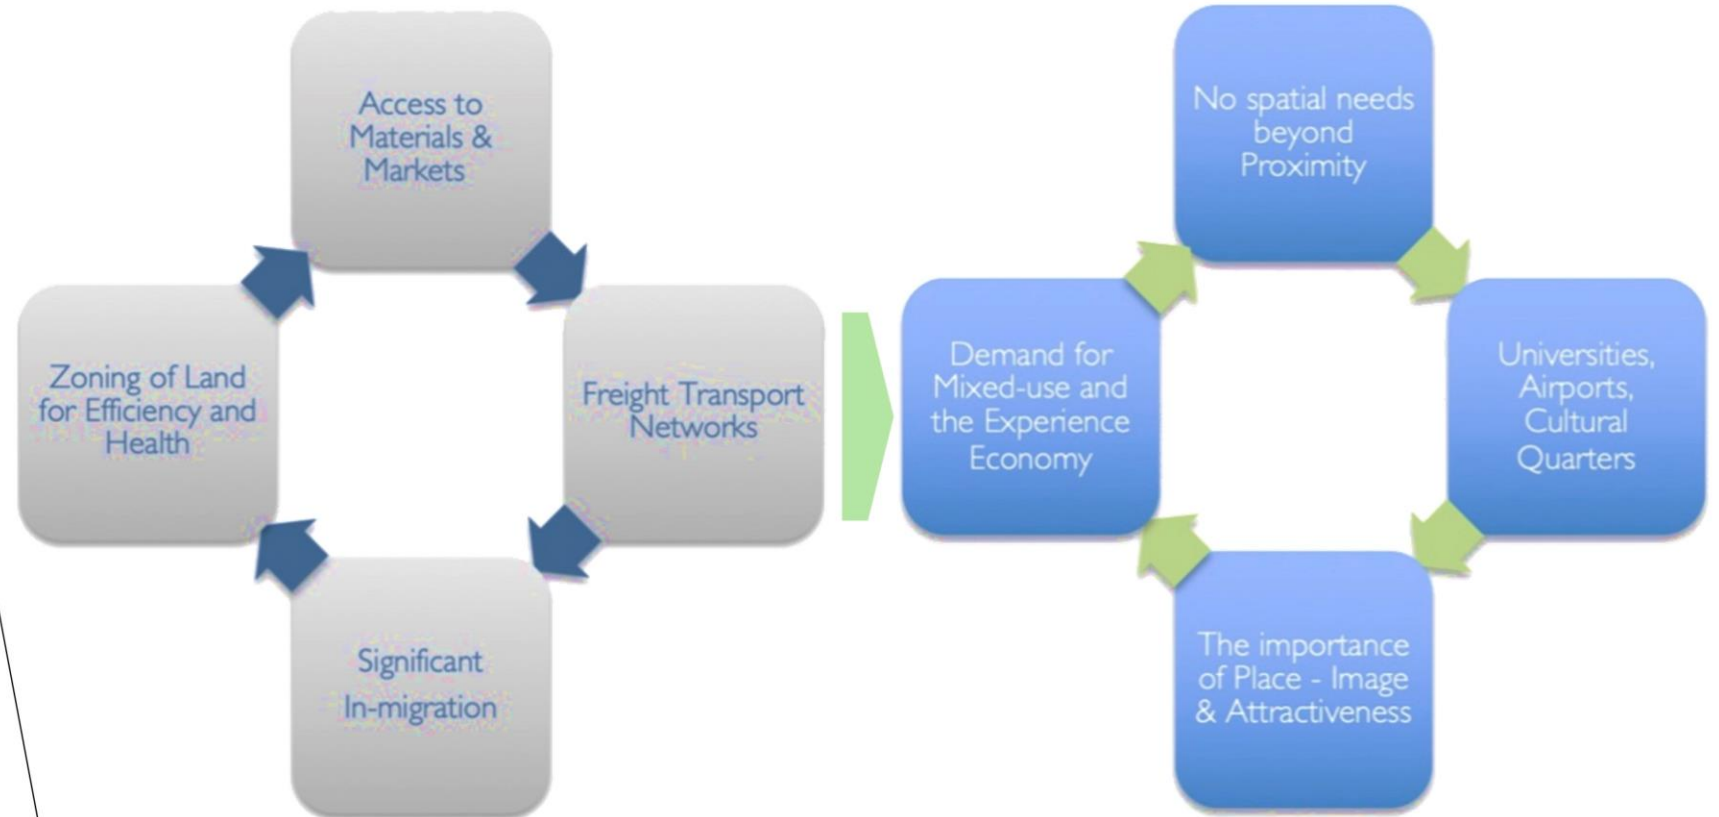 Access to
Materials &
Markets
Freight Transport
Networks
Significant
In-migration
Zoning of Land
for Efficiency and
Health
No spatial needs
beyond
Proximity
Universities,
Airports,
Cultural
Quarters
The importance
of Place - Image
& Attractiveness
Demand for
Mixed-use and
the Experience
Economy